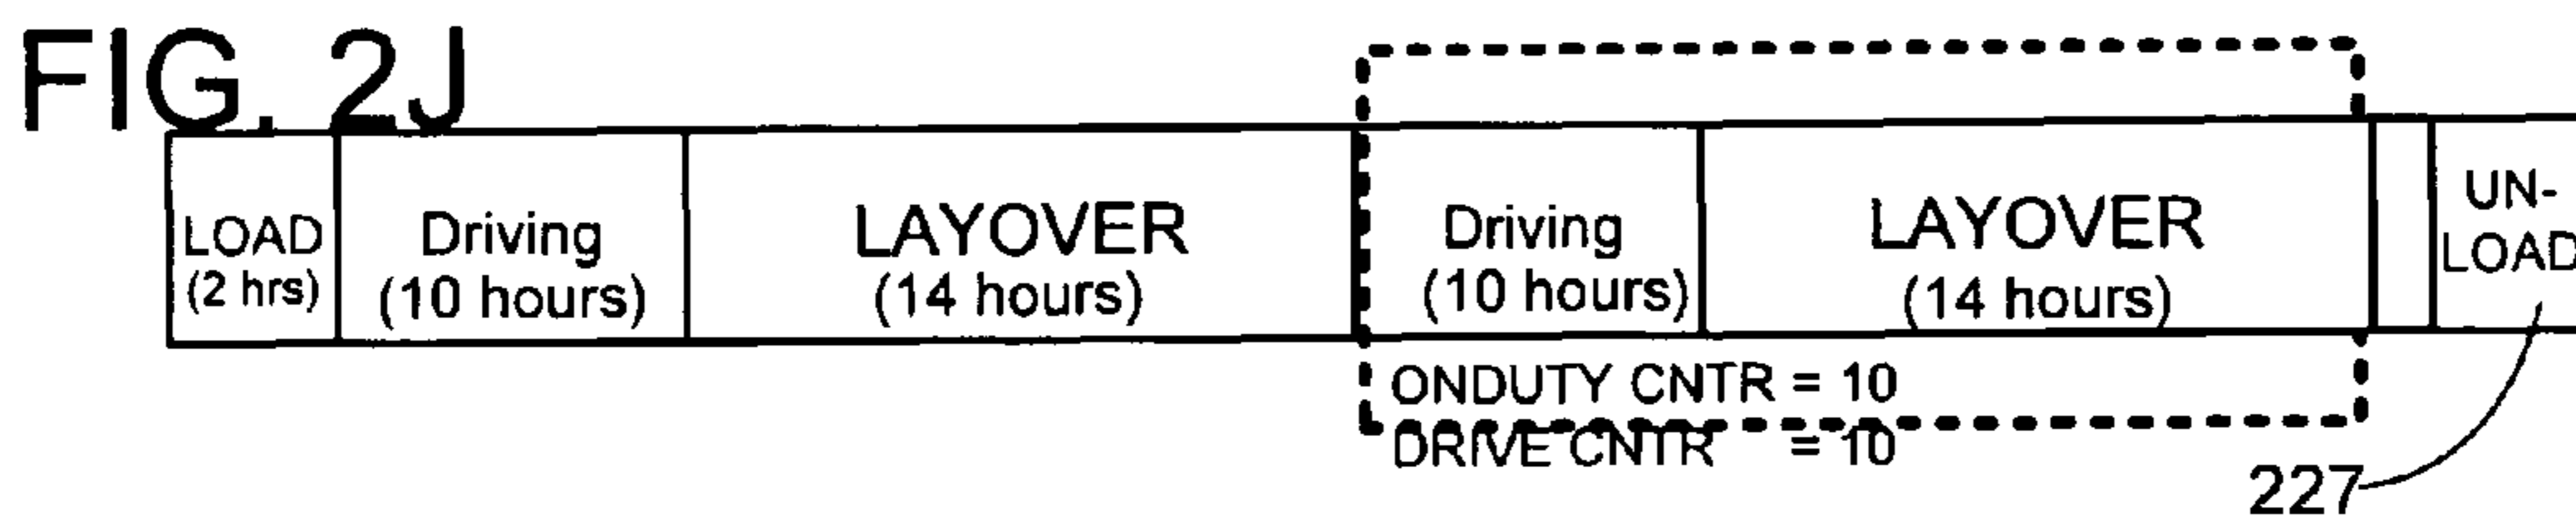 FIG. 2J
LOAD
(2 hrs)
Driving
(10 hours)
LAYOVER
(14 hours)
Driving
(10 hours)
LAYOVER
(14 hours)
UN-
LOAD
ONDUTY CNTR = 10
DRIVE CNTR = 10
227